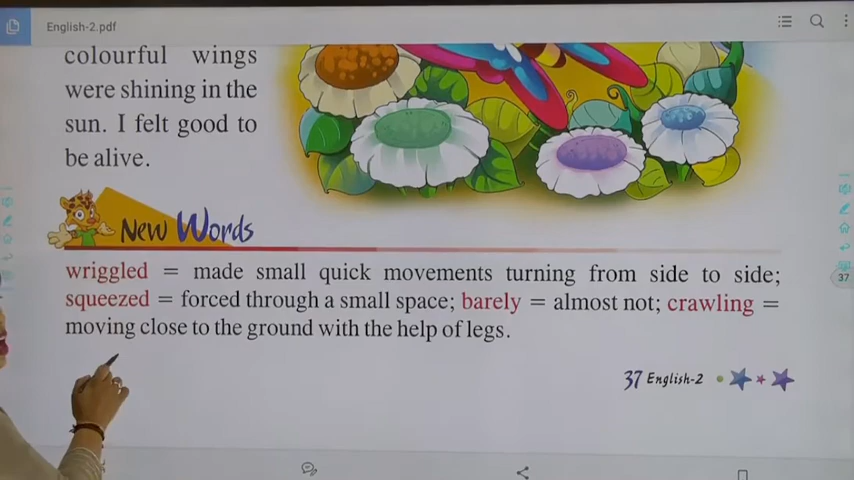 English-2.pdf
colourful wings
were shining in the
sun. I felt good to
be alive.
New Words
wriggled = made small quick movements turning from side to side;
squeezed = forced through a small space; barely = almost not; crawling =
moving close to the ground with the help of legs.
37
37 English-2